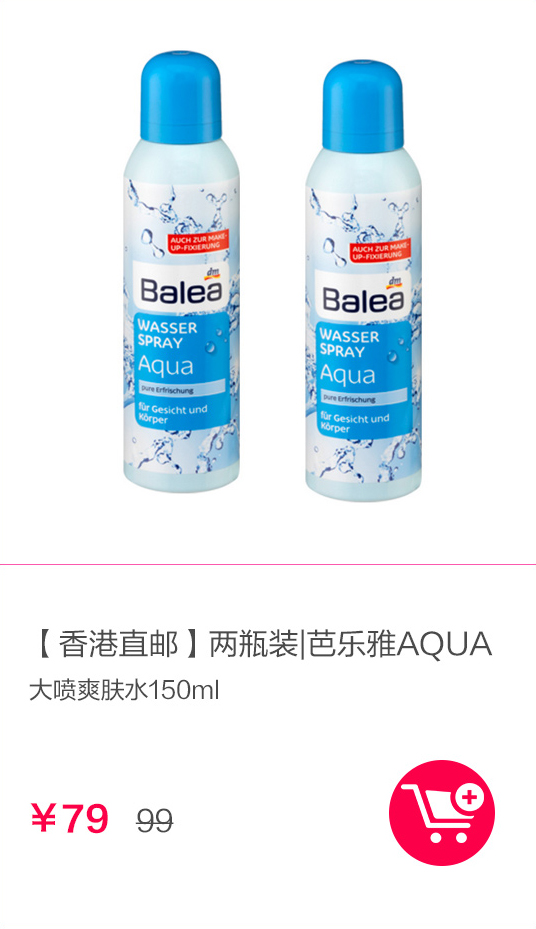 AUCH ZUR MAKE-
UP-FIXIERUNG
dm
Balea
WASSER
SPRAY
Aqua
pure Erfrischung
für Gesicht und
Körper
AUCH ZUR MAKE-
UP-FIXIERUNG
dm
Balea
WASSER
SPRAY
Aqua
pure Erfrischung
für Gesicht und
Körper
【香港直邮】两瓶装|芭乐雅AQUA
大喷爽肤水150ml
¥79 99